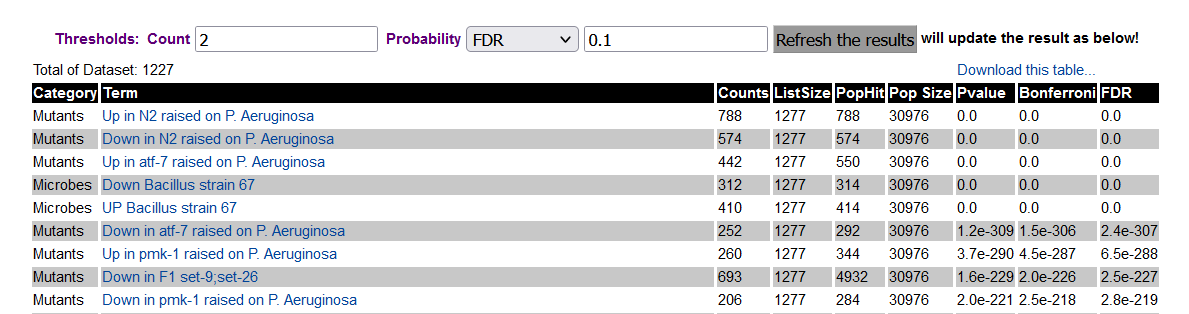 Thresholds: Count 2 Probability FDR 0.1 Refresh the results will update the result as below!
Total of Dataset: 1227 Download this table...
Category Term Counts ListSize PopHit Pop Size Pvalue Bonferroni FDR
Mutants Up in N2 raised on P. Aeruginosa 788 1277 788 30976 0.0 0.0 0.0
Mutants Down in N2 raised on P. Aeruginosa 574 1277 574 30976 0.0 0.0 0.0
Mutants Up in atf-7 raised on P. Aeruginosa 442 1277 550 30976 0.0 0.0 0.0
Microbes Down Bacillus strain 67 312 1277 314 30976 0.0 0.0 0.0
Microbes UP Bacillus strain 67 410 1277 414 30976 0.0 0.0 0.0
Mutants Down in atf-7 raised on P. Aeruginosa 252 1277 292 30976 1.2e-309 1.5e-306 2.4e-307
Mutants Up in pmk-1 raised on P. Aeruginosa 260 1277 344 30976 3.7e-290 4.5e-287 6.5e-288
Mutants Down in F1 set-9;set-26 693 1277 4932 30976 1.6e-229 2.0e-226 2.5e-227
Mutants Down in pmk-1 raised on P. Aeruginosa 206 1277 284 30976 2.0e-221 2.5e-218 2.8e-219